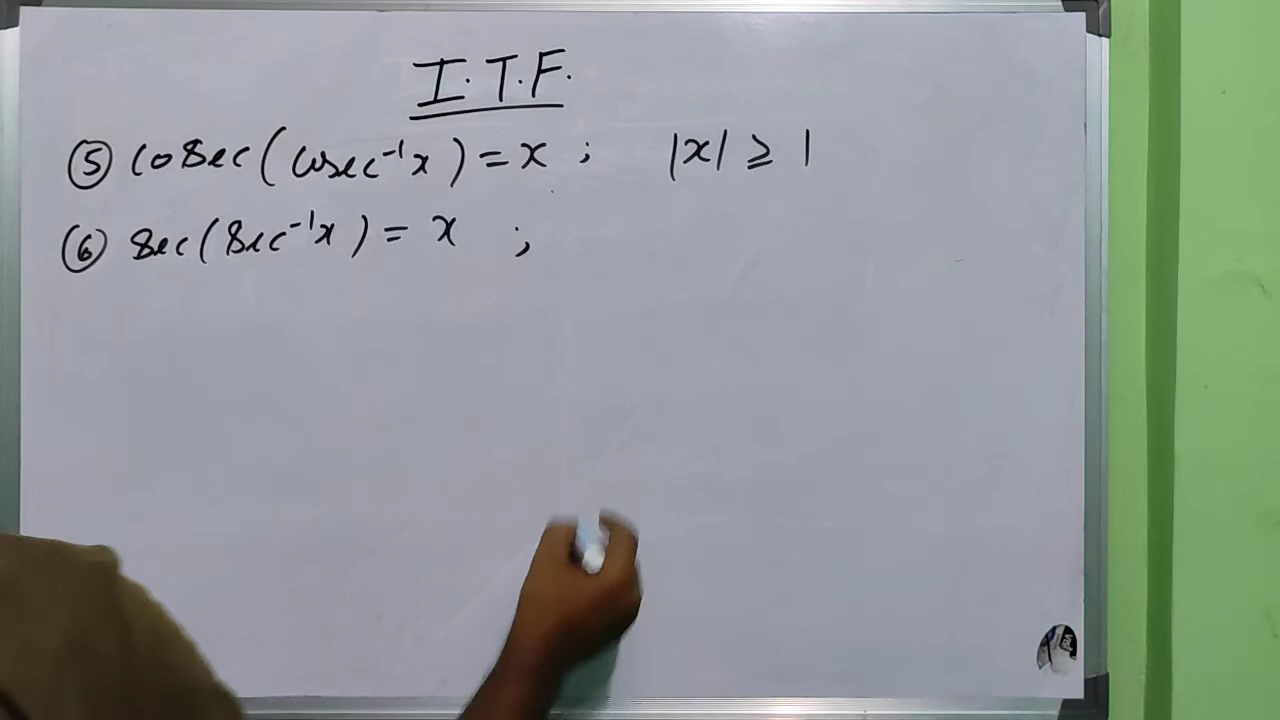 I.T.F.
⑤ cosec(cosec⁻¹x) = x ; |x| ≥ 1
⑥ sec(sec⁻¹x) = x ;